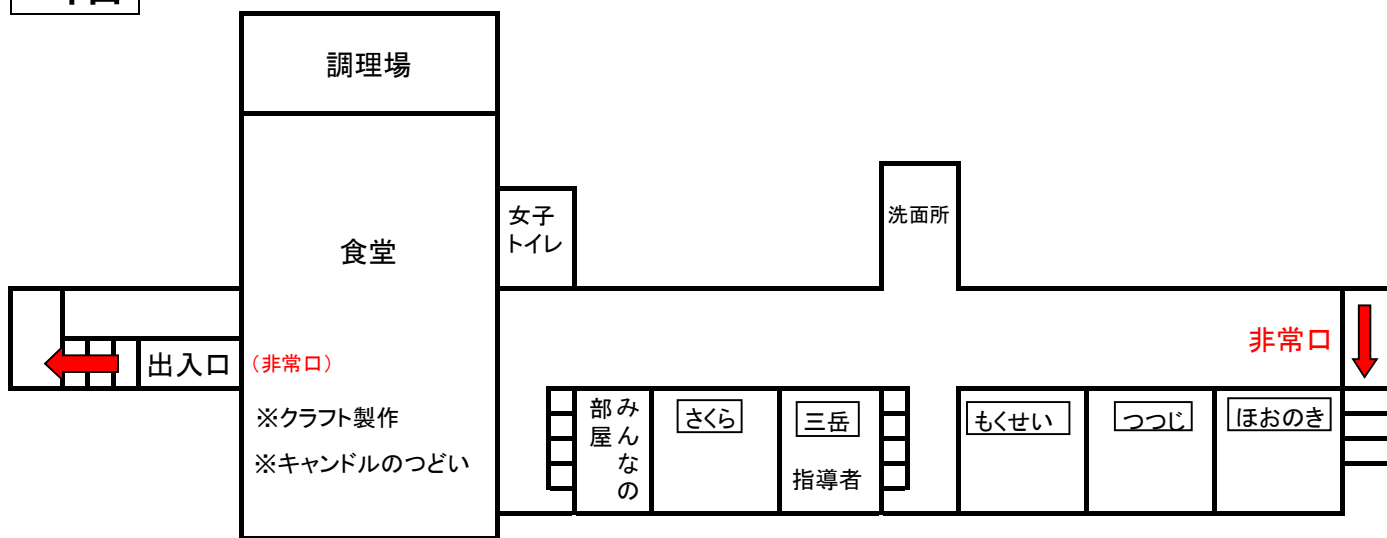 調理場
食堂
女子
トイレ
洗面所
出入口
(非常口)
非常口
※クラフト製作
※キャンドルのつどい
みんなの
部屋
さくら
三岳
指導者
もくせい
つつじ
ほおのき